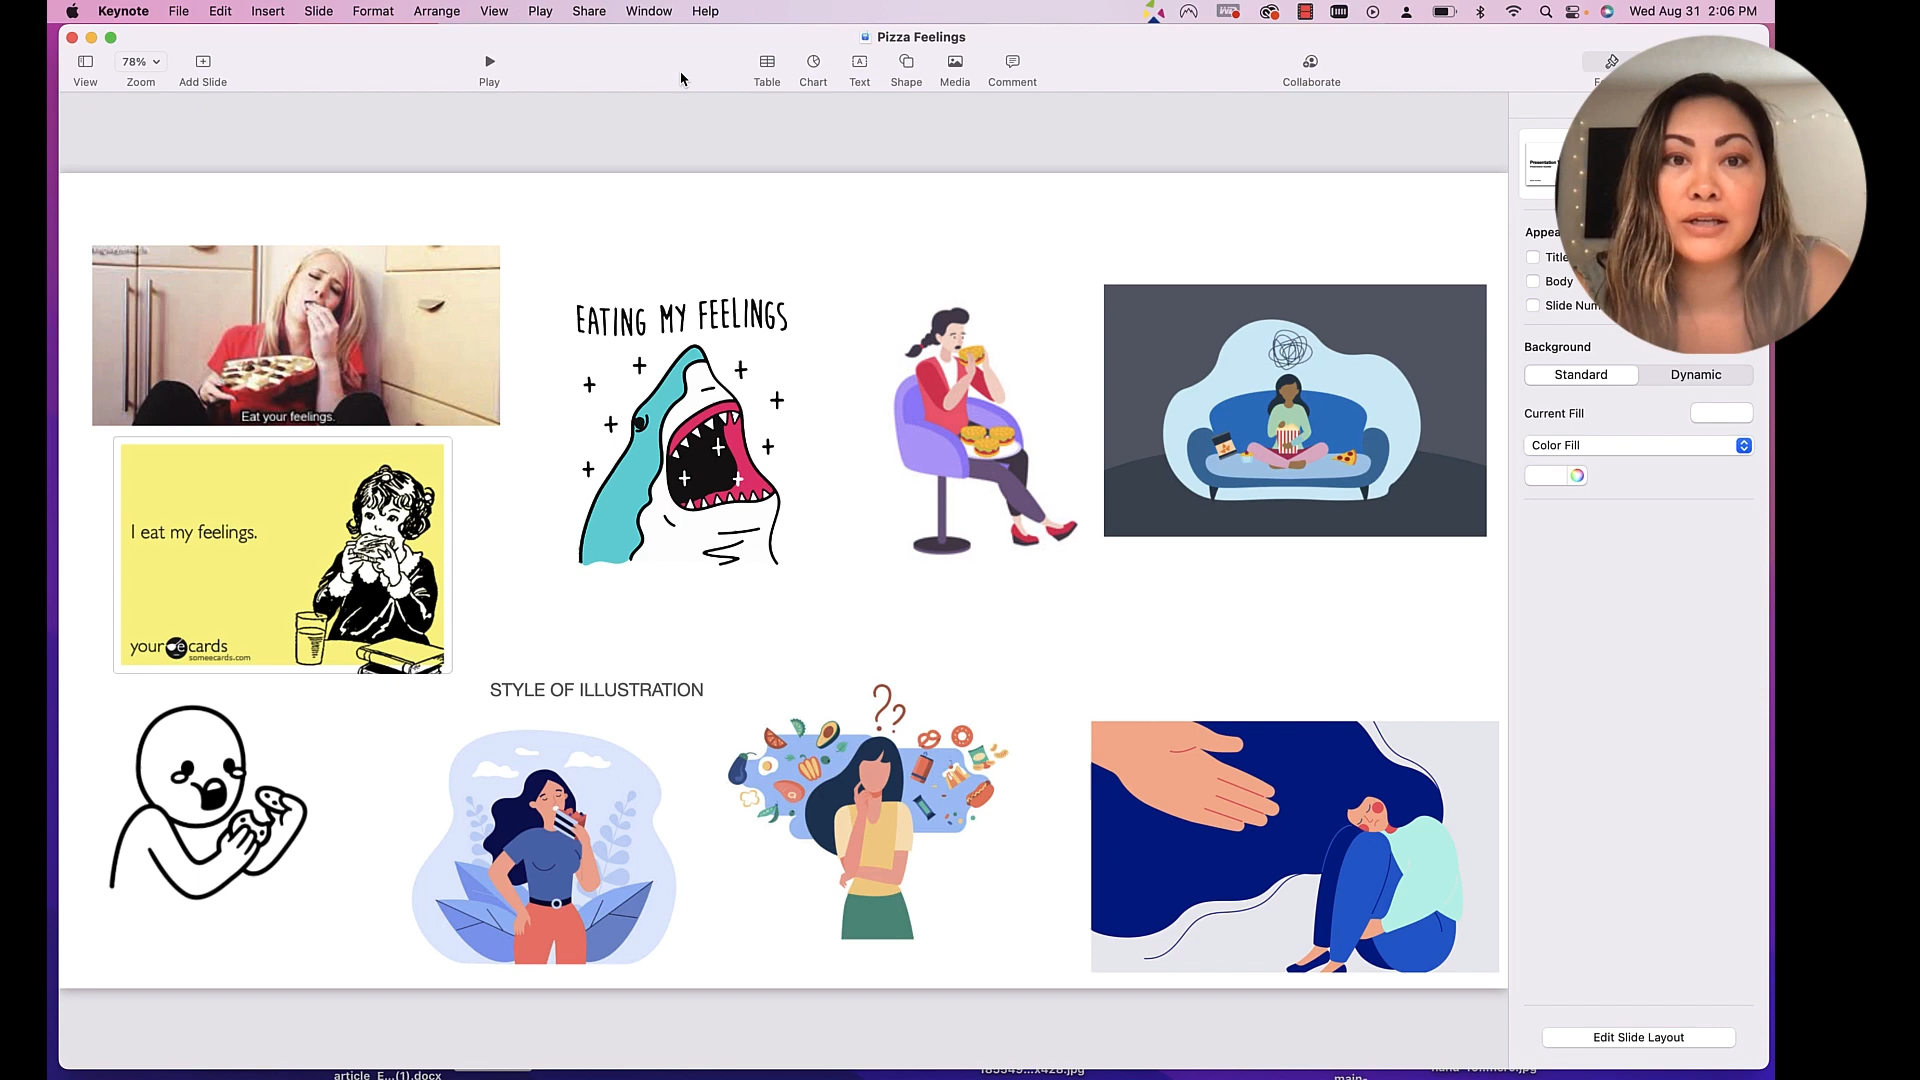 Keynote File Edit Insert Slide Format Arrange View Play Share Window Help
Wed Aug 31 2:06 PM
Pizza Feelings
78%
View Zoom Add Slide Play Table Chart Text Shape Media Comment Collaborate
Eat your feelings.
EATING MY FEELINGS
I eat my feelings.
your e cards
someecards.com
STYLE OF ILLUSTRATION
??
Title
Body
Slide Num
Background
Standard Dynamic
Current Fill
Color Fill
Edit Slide Layout
article_E...(1).docx
main-